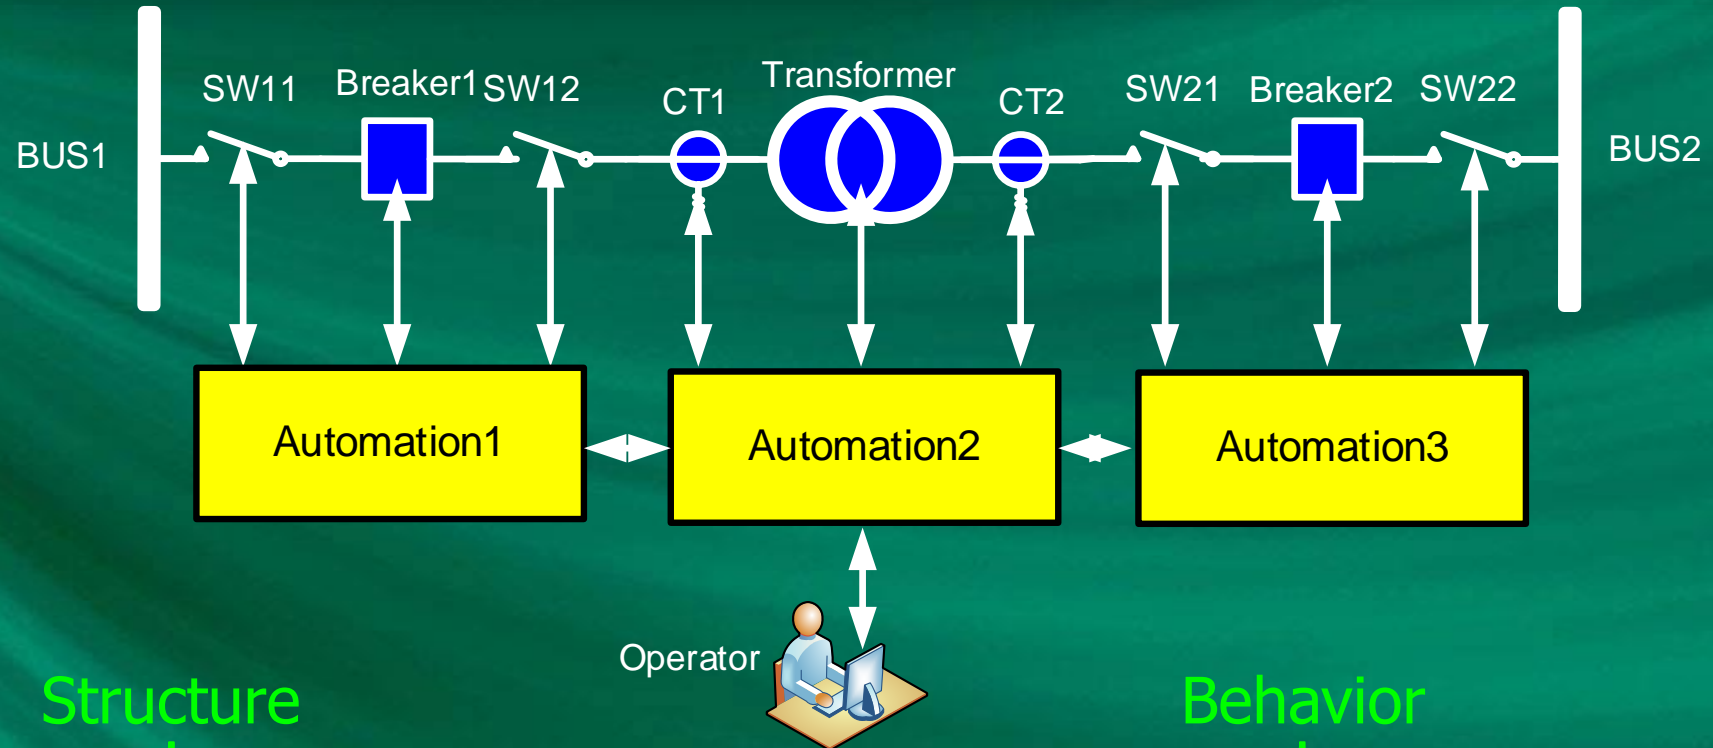 Transformer
SW11
Breaker1
SW12
CT1
CT2
SW21
Breaker2
SW22
BUS1
BUS2
Automation1
Automation2
Automation3
Operator
Structure
Behavior